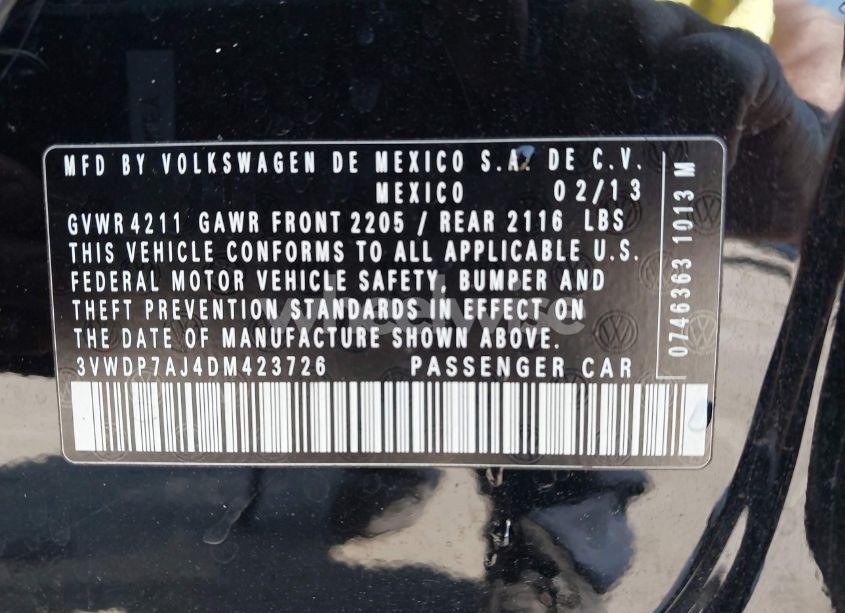 MFD BY VOLKSWAGEN DE MEXICO S.A. DE C.V.
MEXICO 02/13
GVWR 4211 GAWR FRONT 2205 / REAR 2116 LBS
THIS VEHICLE CONFORMS TO ALL APPLICABLE U.S.
FEDERAL MOTOR VEHICLE SAFETY, BUMPER AND
THEFT PREVENTION STANDARDS IN EFFECT ON
THE DATE OF MANUFACTURE SHOWN ABOVE.
3VWDP7AJ4DM423726 PASSENGER CAR
0746363 1013 M
wheelwise